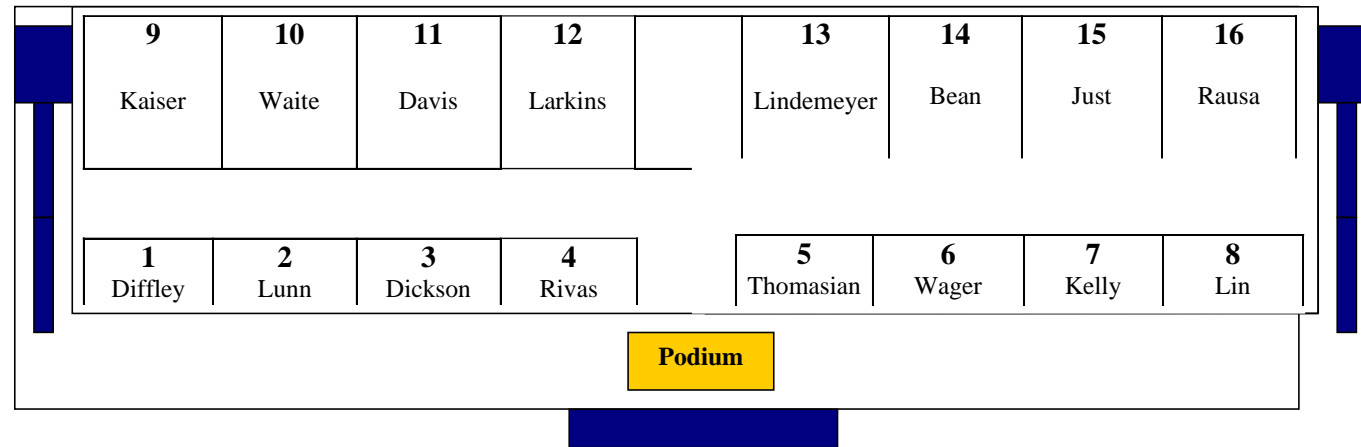 9 10 11 12 13 14 15 16
Kaiser Waite Davis Larkins Lindemeyer Bean Just Rausa
1 2 3 4 5 6 7 8
Diffley Lunn Dickson Rivas Thomasian Wager Kelly Lin
Podium